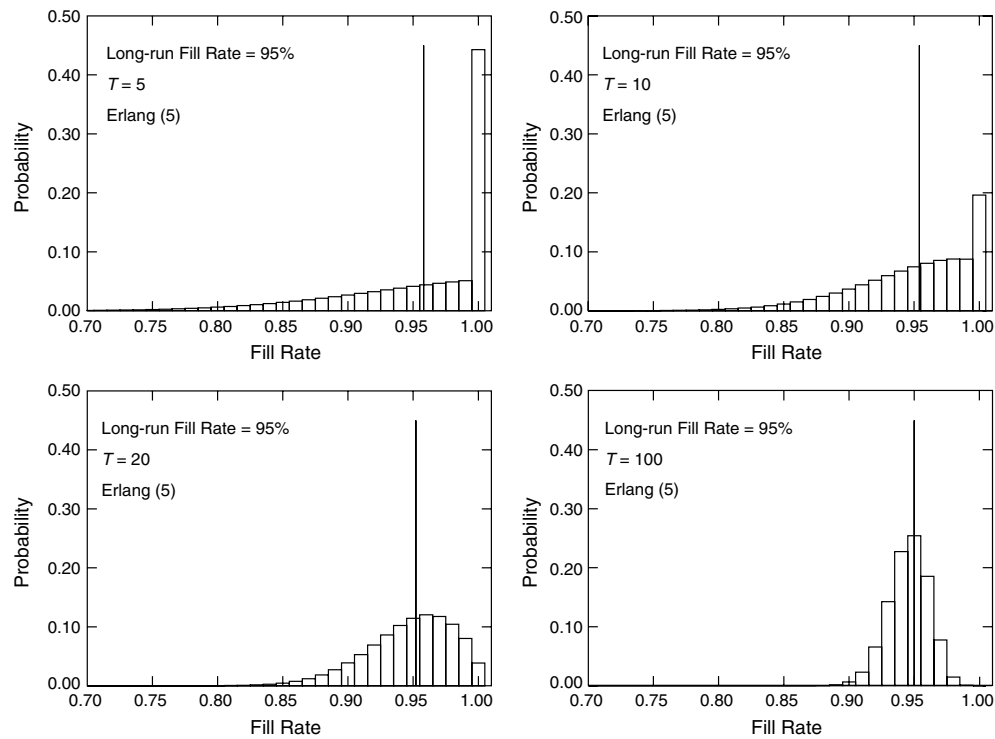 0.50
0.40
0.30
0.20
0.10
0.00
Probability
Long-run Fill Rate = 95%
T = 5
Erlang (5)
0.70 0.75 0.80 0.85 0.90 0.95 1.00
Fill Rate
0.50
0.40
0.30
0.20
0.10
0.00
Probability
Long-run Fill Rate = 95%
T = 10
Erlang (5)
0.70 0.75 0.80 0.85 0.90 0.95 1.00
Fill Rate
0.50
0.40
0.30
0.20
0.10
0.00
Probability
Long-run Fill Rate = 95%
T = 20
Erlang (5)
0.70 0.75 0.80 0.85 0.90 0.95 1.00
Fill Rate
0.50
0.40
0.30
0.20
0.10
0.00
Probability
Long-run Fill Rate = 95%
T = 100
Erlang (5)
0.70 0.75 0.80 0.85 0.90 0.95 1.00
Fill Rate